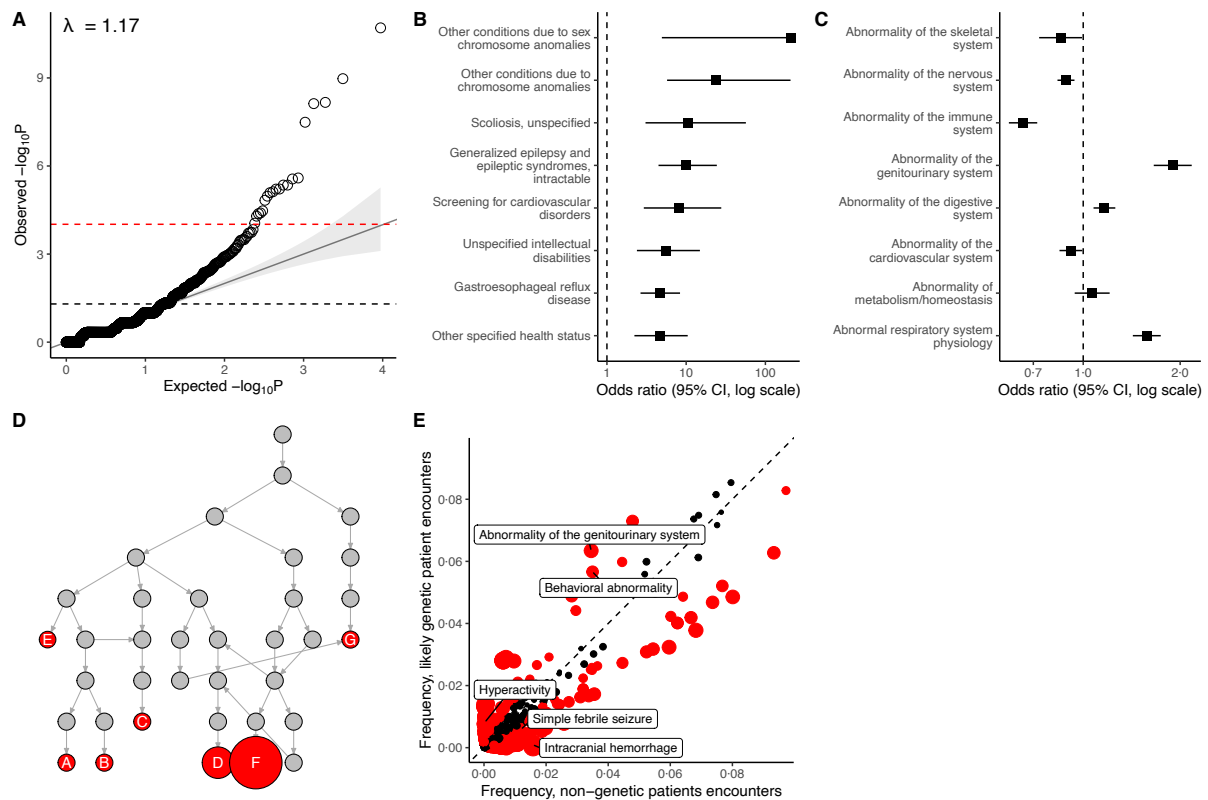 A
λ = 1.17
9
6
3
0
Observed −log10P
0
1
2
3
4
Expected −log10P
B
Other conditions due to sex
chromosome anomalies
Other conditions due to
chromosome anomalies
Scoliosis, unspecified
Generalized epilepsy and
epileptic syndromes,
intractable
Screening for cardiovascular
disorders
Unspecified intellectual
disabilities
Gastroesophageal reflux
disease
Other specified health status
1
10
100
Odds ratio (95% CI, log scale)
C
Abnormality of the skeletal
system
Abnormality of the nervous
system
Abnormality of the immune
system
Abnormality of the
genitourinary system
Abnormality of the digestive
system
Abnormality of the
cardiovascular system
Abnormality of
metabolism/homeostasis
Abnormal respiratory system
physiology
0·7
1·0
2·0
Odds ratio (95% CI, log scale)
D
E
G
C
A
B
D
F
E
0·08
0·06
0·04
0·02
0·00
Frequency, likely genetic patient encounters
Abnormality of the genitourinary system
Behavioral abnormality
Hyperactivity
Simple febrile seizure
Intracranial hemorrhage
0·00
0·02
0·04
0·06
0·08
Frequency, non-genetic patients encounters